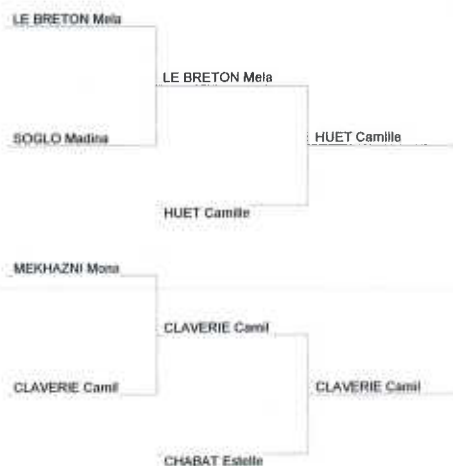 LE BRETON Mela
LE BRETON Mela
SOGLO Madina
HUET Camille
HUET Camille
MEKHAZNI Mona
CLAVERIE Camil
CLAVERIE Camil
CLAVERIE Camil
CHABAT Estelle